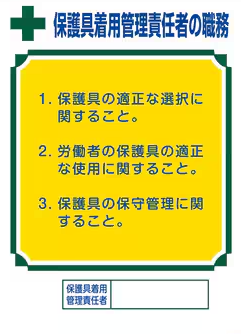 保護具着用管理責任者の職務
1. 保護具の適正な選択に
関すること。
2. 労働者の保護具の適正
な使用に関すること。
3. 保護具の保守管理に関
すること。
保護具着用
管理責任者